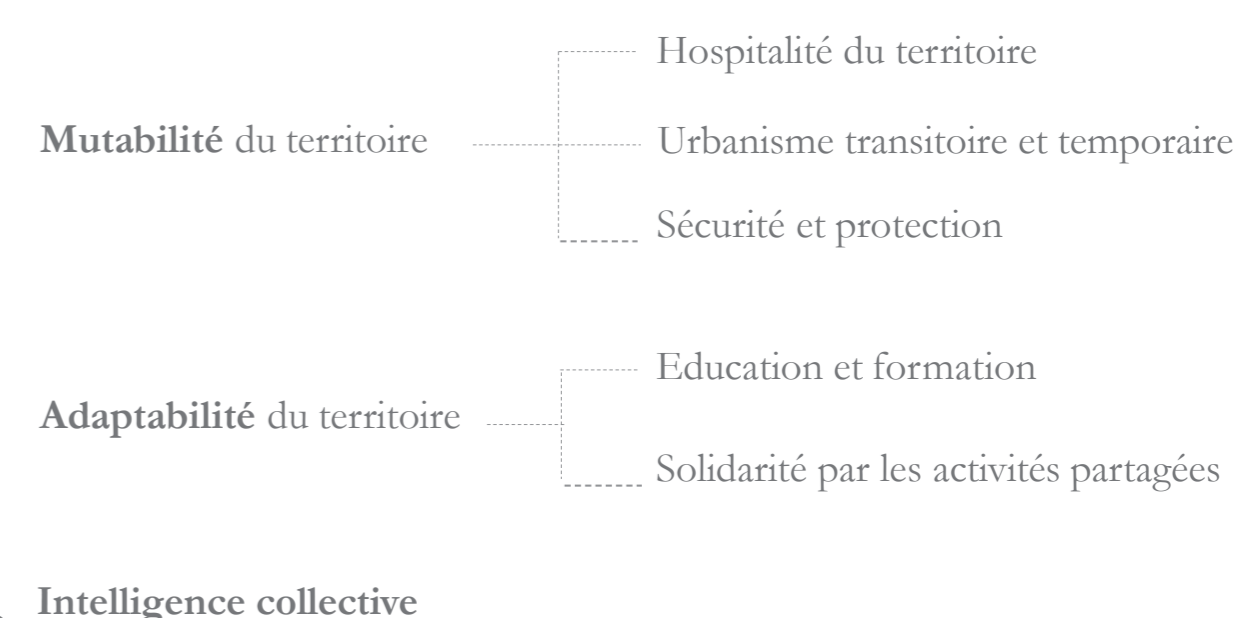 Hospitalité du territoire
Mutabilité du territoire
Urbanisme transitoire et temporaire
Sécurité et protection
Education et formation
Adaptabilité du territoire
Solidarité par les activités partagées
Intelligence collective